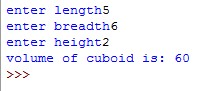 enter length5
enter breadth6
enter height2
volume of cuboid is: 60
>>>